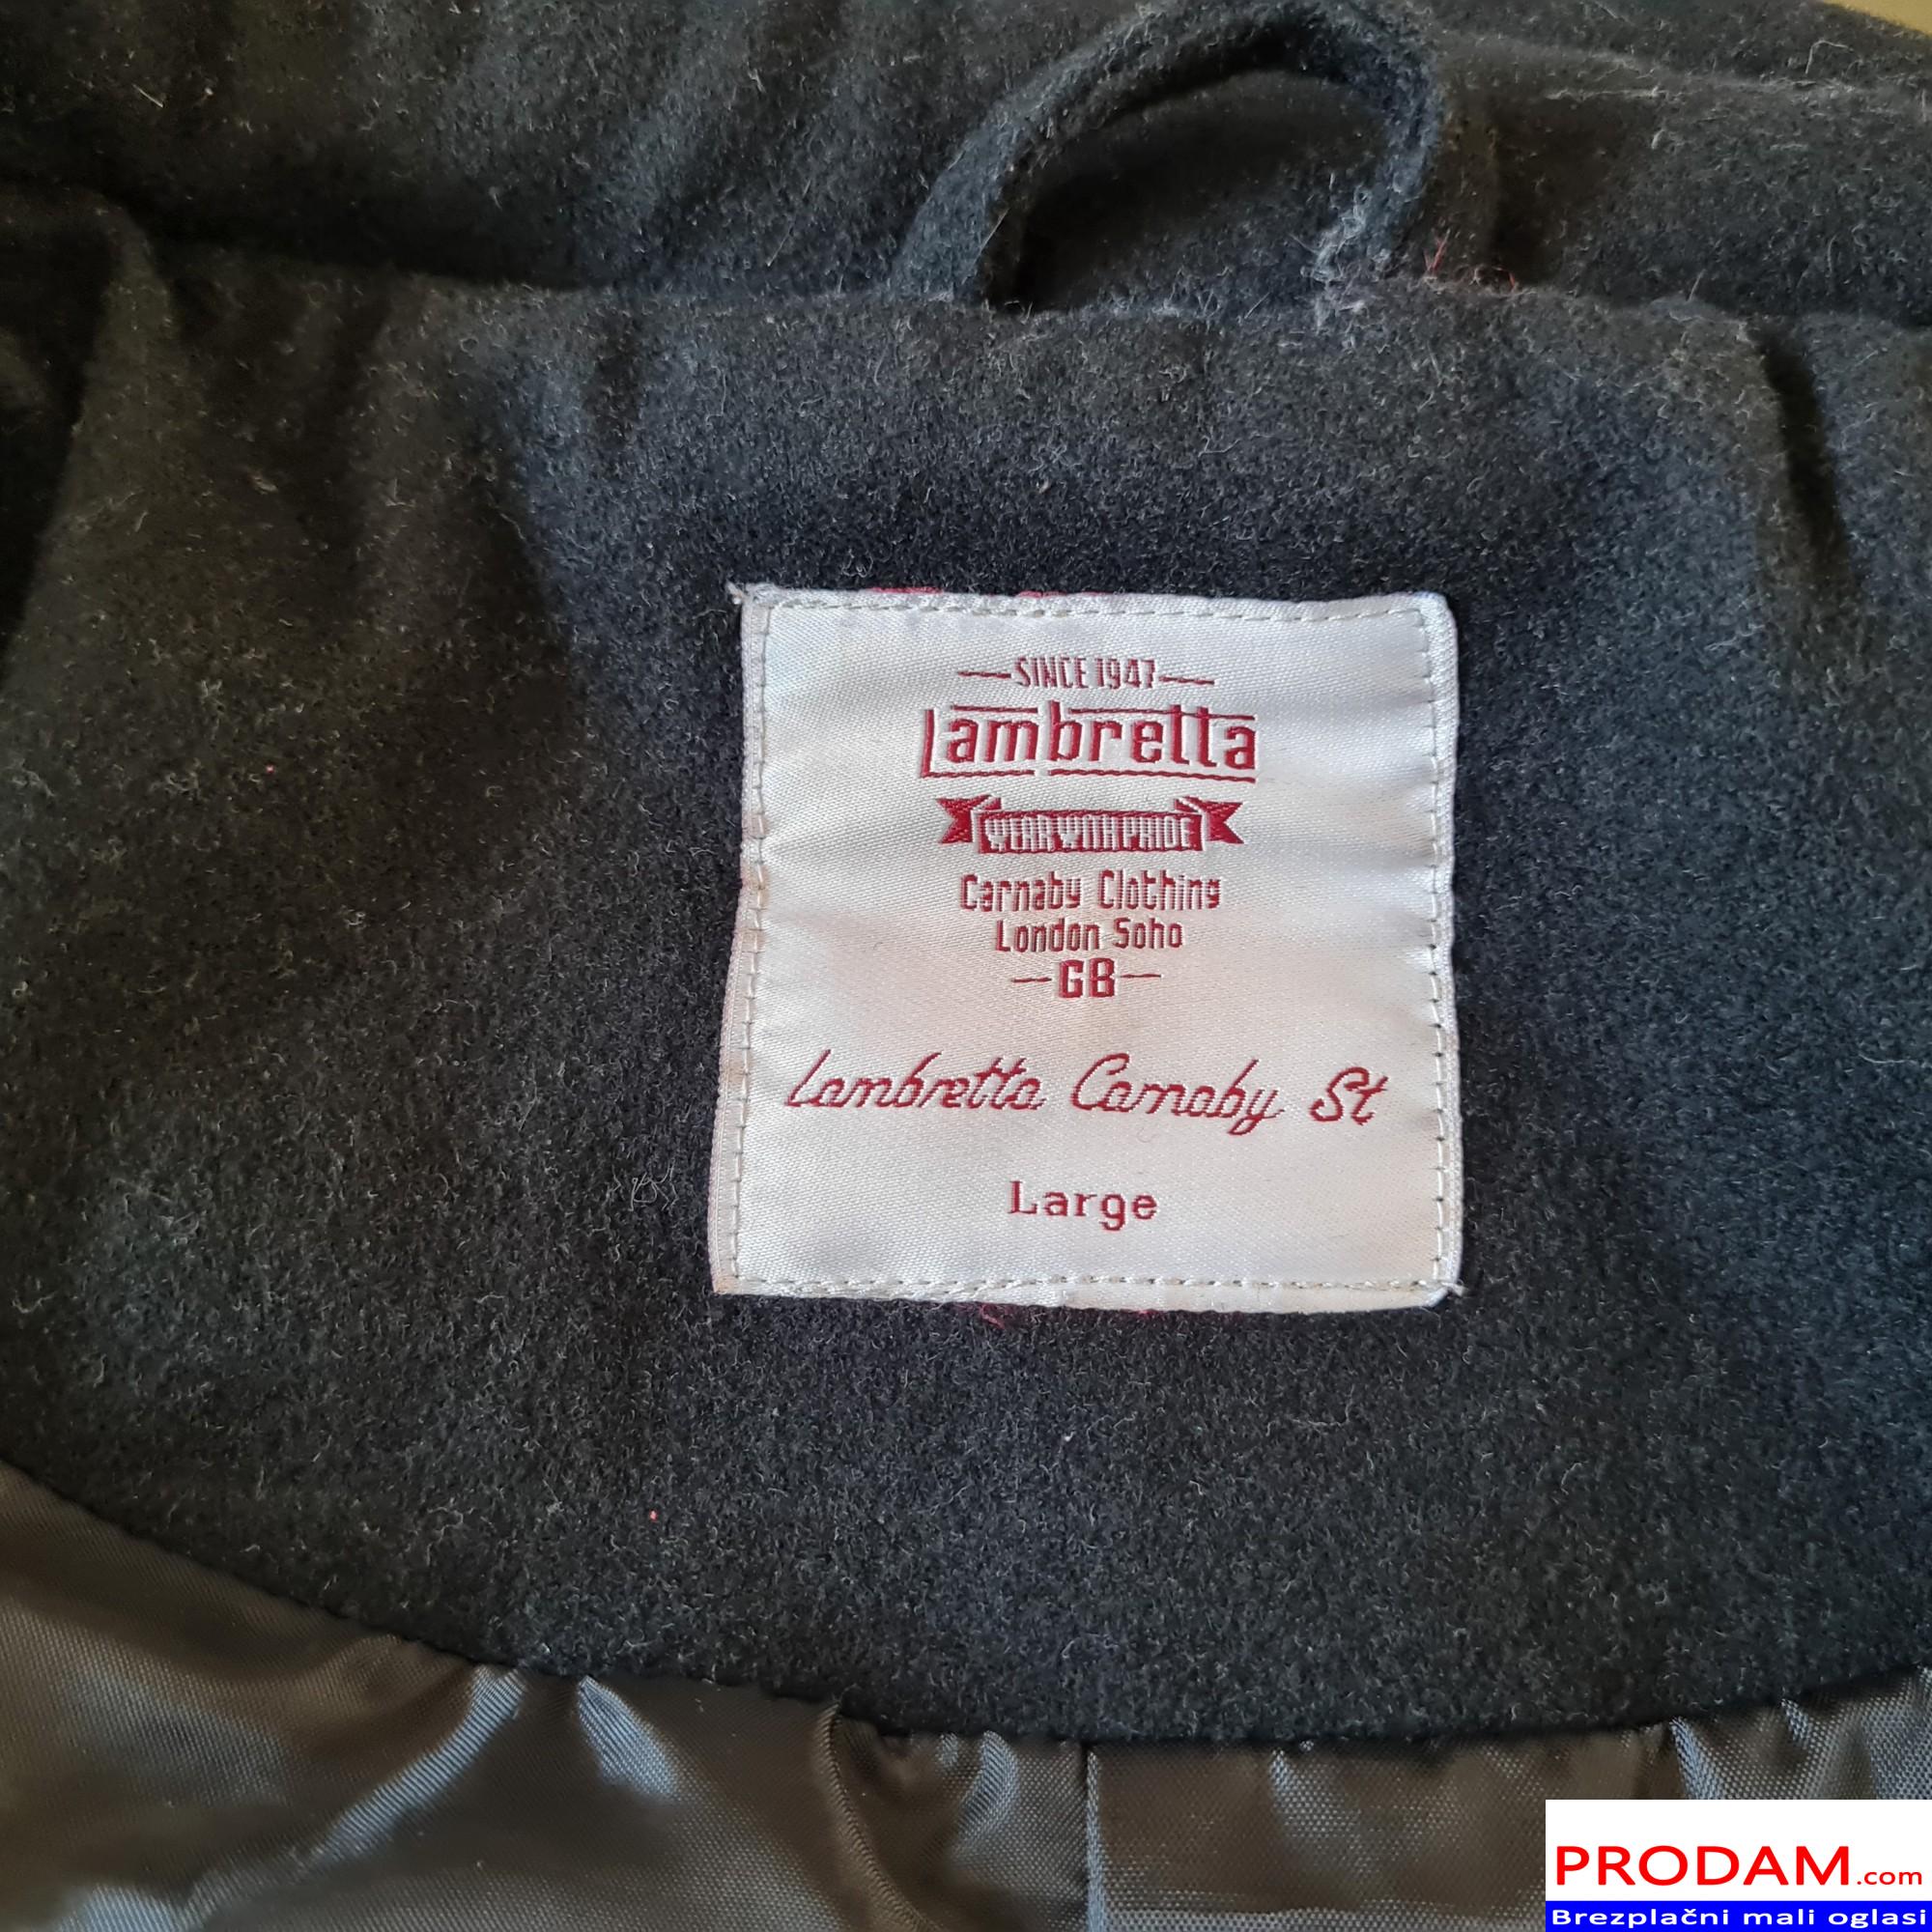 SINCE 1947
Lambretta
WEAR WITH PRIDE
Carnaby Clothing
London Soho
GB
Lambretta Carnaby St
Large
PRODAM.com
Brezplačni mali oglasi